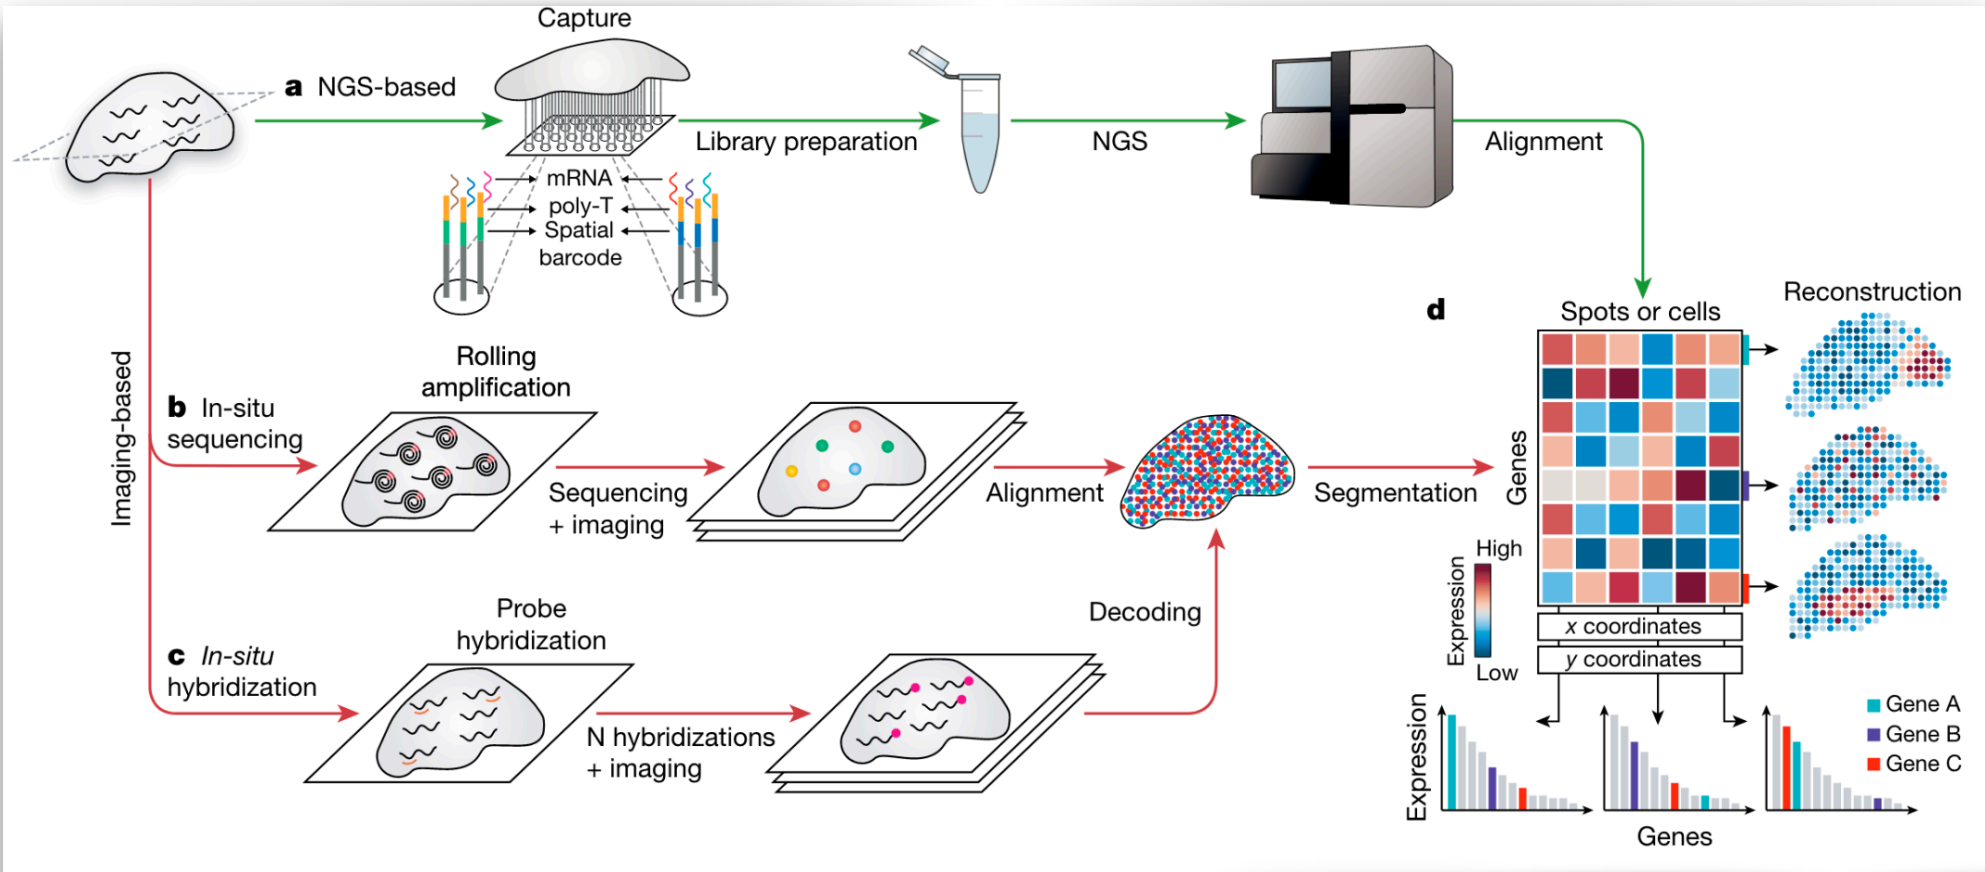 Capture
a NGS-based
Library preparation
NGS
Alignment
mRNA
poly-T
Spatial
barcode
Imaging-based
b In-situ
sequencing
Rolling
amplification
Sequencing
+ imaging
Alignment
Segmentation
c In-situ
hybridization
Probe
hybridization
N hybridizations
+ imaging
Decoding
d
Spots or cells
Reconstruction
Genes
Expression
High
Low
x coordinates
y coordinates
Expression
Genes
Gene A
Gene B
Gene C